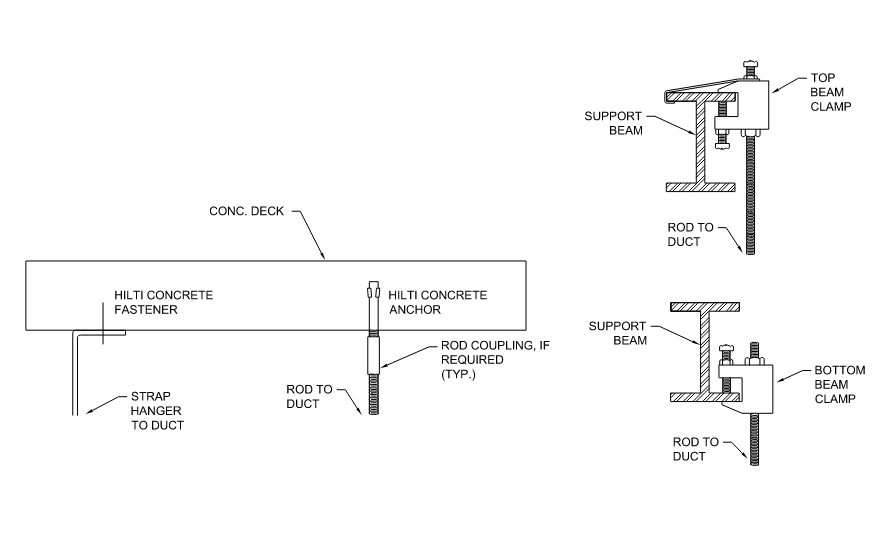 TOP
BEAM
CLAMP
SUPPORT
BEAM
ROD TO
DUCT
CONC. DECK
HILTI CONCRETE
FASTENER
HILTI CONCRETE
ANCHOR
ROD COUPLING, IF
REQUIRED
(TYP.)
STRAP
HANGER
TO DUCT
ROD TO
DUCT
SUPPORT
BEAM
BOTTOM
BEAM
CLAMP
ROD TO
DUCT